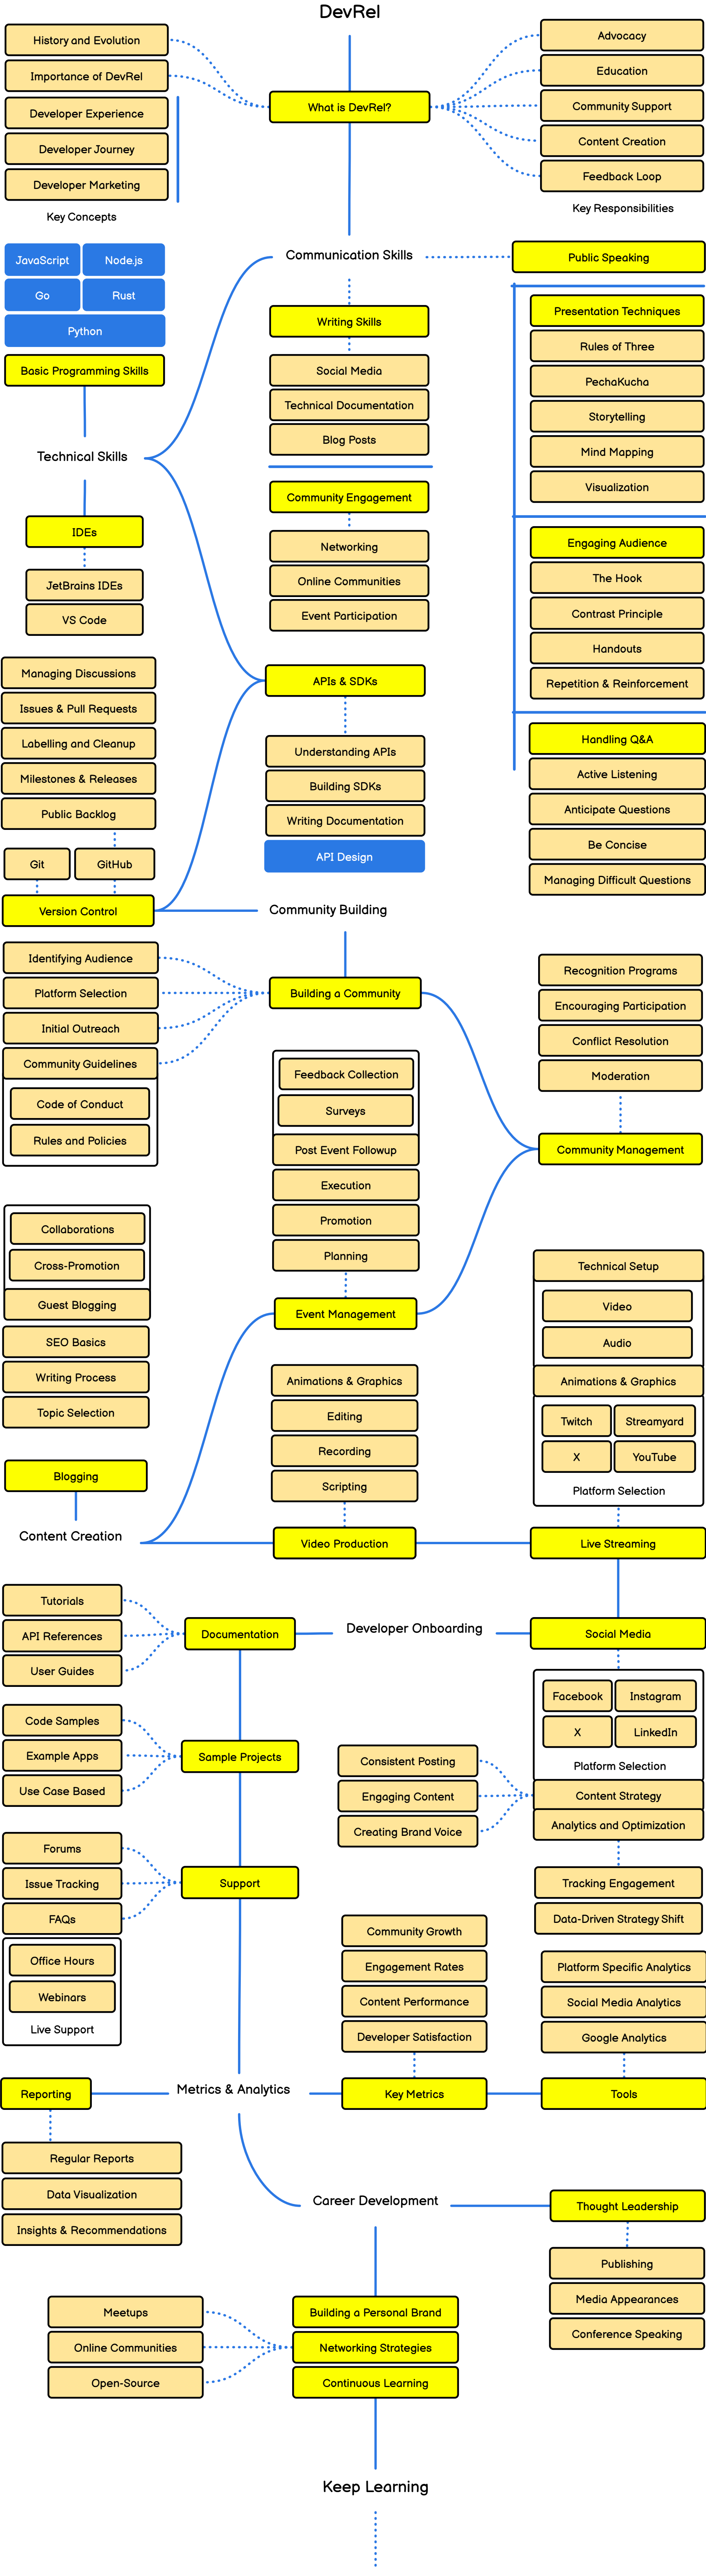 DevRel
History and Evolution
Importance of DevRel
Developer Experience
Developer Journey
Developer Marketing
Key Concepts
What is DevRel?
Advocacy
Education
Community Support
Content Creation
Feedback Loop
Key Responsibilities
JavaScript
Node.js
Go
Rust
Python
Basic Programming Skills
Technical Skills
IDEs
JetBrains IDEs
VS Code
Communication Skills
Writing Skills
Social Media
Technical Documentation
Blog Posts
Community Engagement
Networking
Online Communities
Event Participation
Public Speaking
Presentation Techniques
Rules of Three
PechaKucha
Storytelling
Mind Mapping
Visualization
Engaging Audience
The Hook
Contrast Principle
Handouts
Repetition & Reinforcement
Handling Q&A
Active Listening
Anticipate Questions
Be Concise
Managing Difficult Questions
APIs & SDKs
Understanding APIs
Building SDKs
Writing Documentation
API Design
Managing Discussions
Issues & Pull Requests
Labelling and Cleanup
Milestones & Releases
Public Backlog
Git
GitHub
Version Control
Community Building
Identifying Audience
Platform Selection
Initial Outreach
Community Guidelines
Code of Conduct
Rules and Policies
Building a Community
Recognition Programs
Encouraging Participation
Conflict Resolution
Moderation
Community Management
Feedback Collection
Surveys
Post Event Followup
Execution
Promotion
Planning
Event Management
Collaborations
Cross-Promotion
Guest Blogging
SEO Basics
Writing Process
Topic Selection
Blogging
Content Creation
Animations & Graphics
Editing
Recording
Scripting
Video Production
Technical Setup
Video
Audio
Animations & Graphics
Twitch
Streamyard
X
YouTube
Platform Selection
Live Streaming
Tutorials
API References
User Guides
Documentation
Developer Onboarding
Social Media
Facebook
Instagram
X
LinkedIn
Platform Selection
Content Strategy
Analytics and Optimization
Consistent Posting
Engaging Content
Creating Brand Voice
Tracking Engagement
Data-Driven Strategy Shift
Code Samples
Example Apps
Use Case Based
Sample Projects
Forums
Issue Tracking
FAQs
Office Hours
Webinars
Live Support
Support
Community Growth
Engagement Rates
Content Performance
Developer Satisfaction
Platform Specific Analytics
Social Media Analytics
Google Analytics
Reporting
Metrics & Analytics
Key Metrics
Tools
Regular Reports
Data Visualization
Insights & Recommendations
Career Development
Thought Leadership
Publishing
Media Appearances
Conference Speaking
Meetups
Online Communities
Open-Source
Building a Personal Brand
Networking Strategies
Continuous Learning
Keep Learning